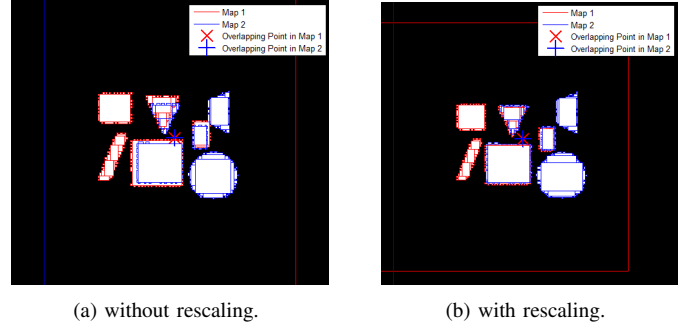 Map 1
Map 2
Overlapping Point in Map 1
Overlapping Point in Map 2
Map 1
Map 2
Overlapping Point in Map 1
Overlapping Point in Map 2
(a) without rescaling.
(b) with rescaling.